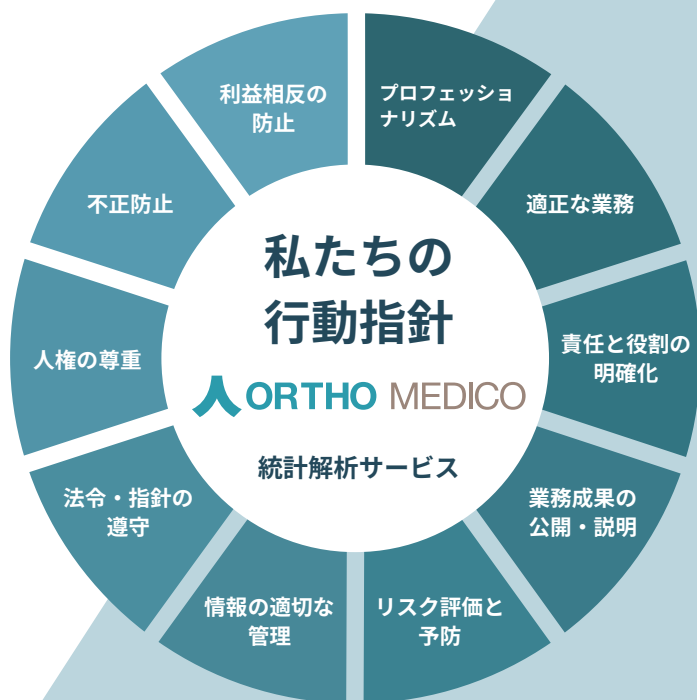 私たちの
行動指針
ORTHO MEDICO
統計解析サービス
プロフェッショ
ナリズム
適正な業務
責任と役割の
明確化
業務成果の
公開・説明
リスク評価と
予防
情報の適切な
管理
法令・指針の
遵守
人権の尊重
不正防止
利益相反の
防止